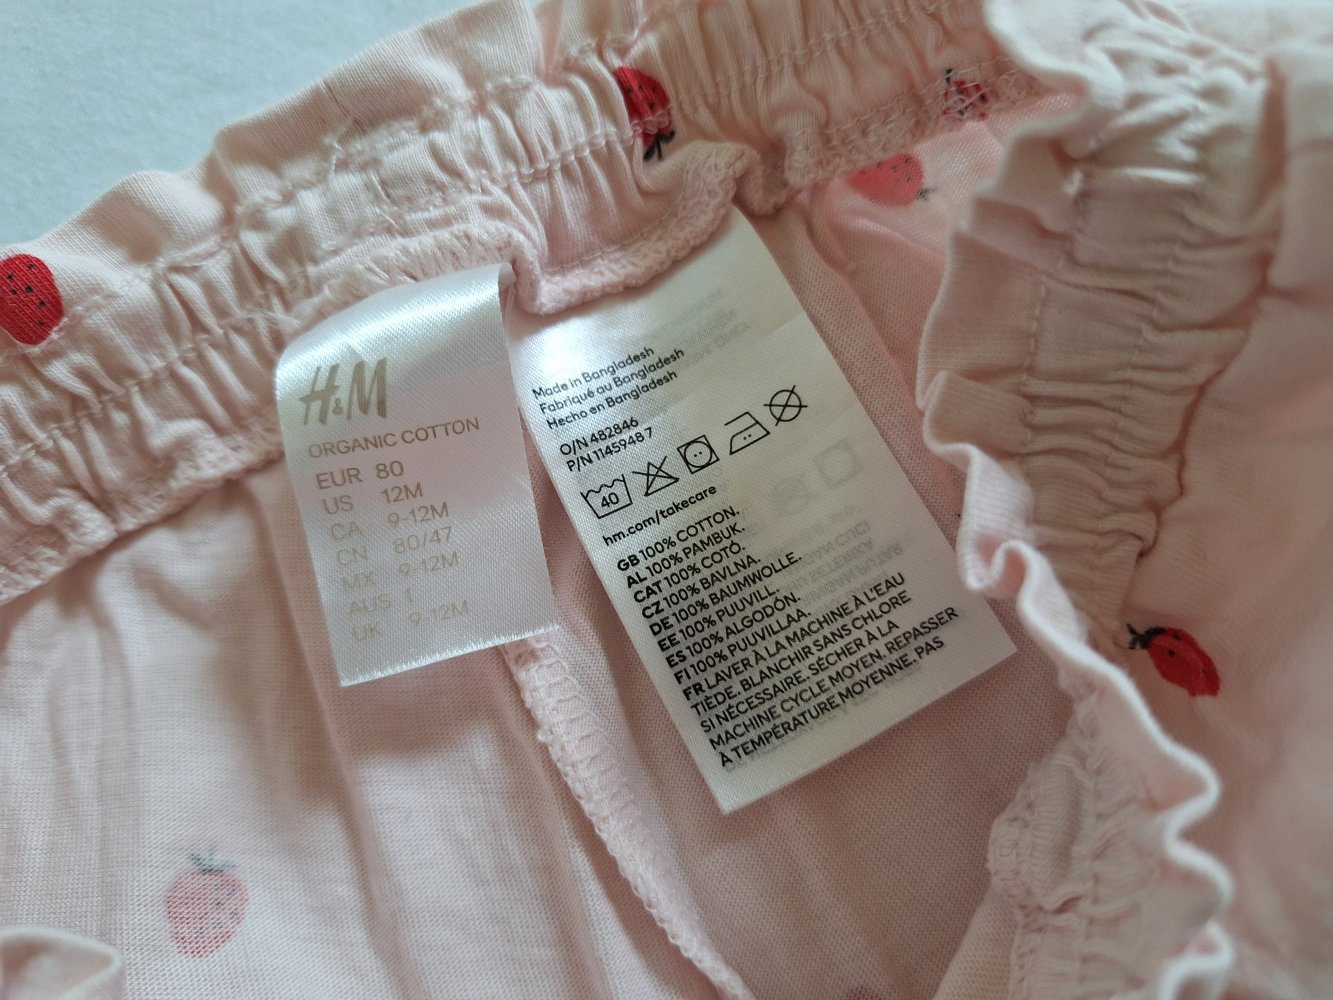 H&M
ORGANIC COTTON
EUR 80
US 12M
CA 9-12M
CN 80/47
MX 9-12M
AUS 1
UK 9-12M
Made in Bangladesh
Fabriqué au Bangladesh
Hecho en Bangladesh
O/N 482846
P/N 1145948 7
40
hm.com/takecare
GB 100% COTTON.
AL 100% PAMBUK.
CAT 100% COTÓ.
CZ 100% BAVLNA.
DE 100% BAUMWOLLE.
EE 100% PUUVILL.
ES 100% ALGODÓN.
FI 100% PUUVILLAA.
FR LAVER À LA MACHINE À L'EAU
TIÈDE. BLANCHIR SANS CHLORE
SI NÉCESSAIRE. SÉCHER À LA
MACHINE CYCLE MOYEN. REPASSER
À TEMPÉRATURE MOYENNE. PAS